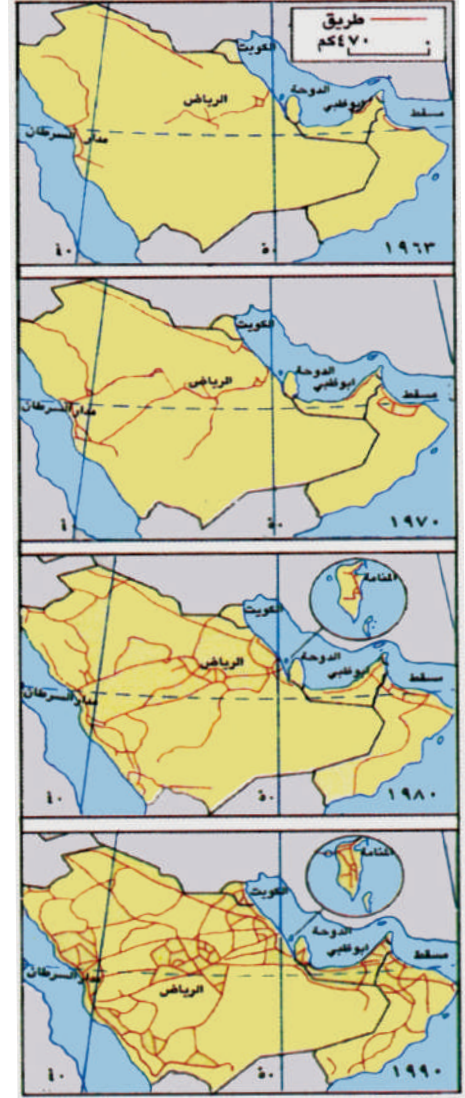 طريق
٤٧٠كم
الكويت
الرياض
الدوحة
ابوظبي
مسقط
مدار السرطان
٤٠
٥٠
١٩٦٣
الكويت
الرياض
الدوحة
ابوظبي
مسقط
مدار السرطان
٤٠
٥٠
١٩٧٠
المنامة
الكويت
الرياض
الدوحة
ابوظبي
مسقط
مدار السرطان
٤٠
٥٠
١٩٨٠
المنامة
الكويت
الدوحة
ابوظبي
مسقط
مدار السرطان
الرياض
٤٠
٥٠
١٩٩٠